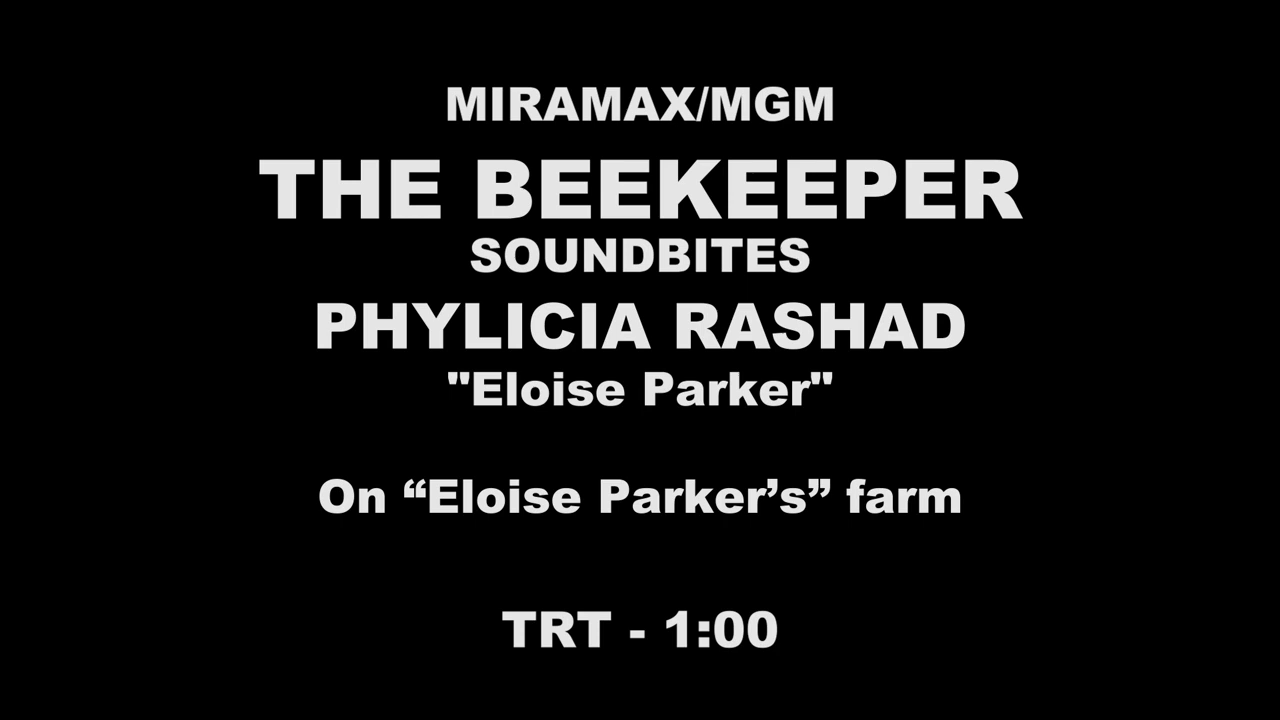 MIRAMAX/MGM
THE BEEKEEPER
SOUNDBITES
PHYLICIA RASHAD
"Eloise Parker"
On “Eloise Parker’s” farm
TRT - 1:00